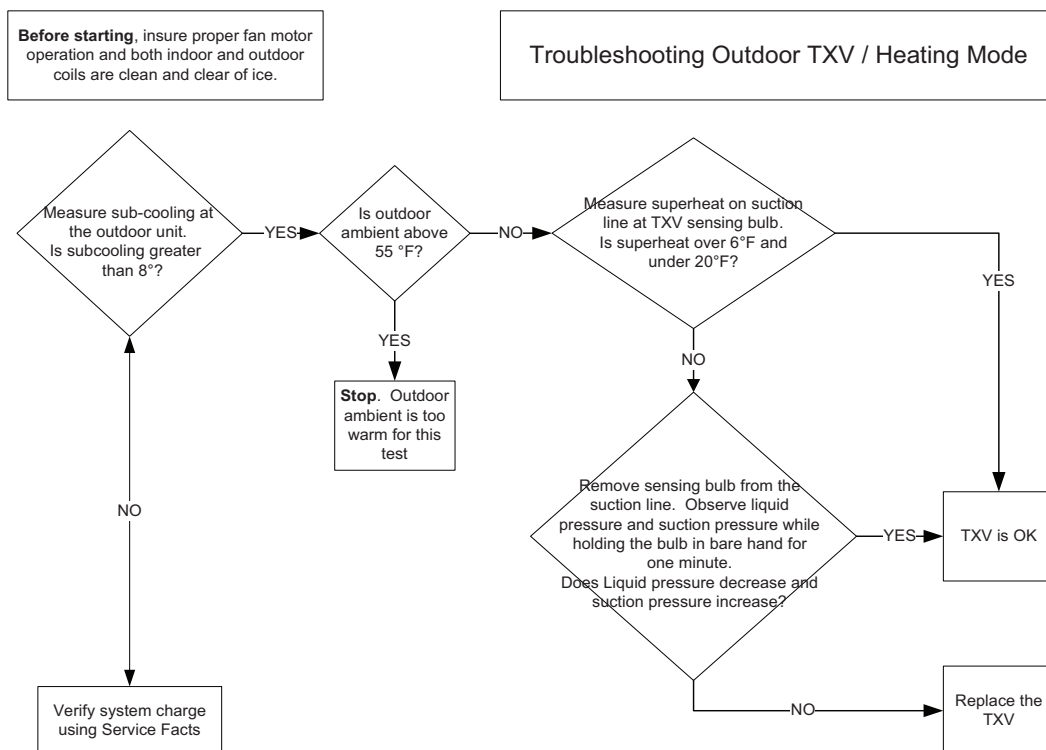 Before starting, insure proper fan motor
operation and both indoor and outdoor
coils are clean and clear of ice.
Troubleshooting Outdoor TXV / Heating Mode
Measure sub-cooling at
the outdoor unit.
Is subcooling greater
than 8°?
YES
Is outdoor
ambient above
55 °F?
NO
Measure superheat on suction
line at TXV sensing bulb.
Is superheat over 6°F and
under 20°F?
YES
YES
NO
Stop. Outdoor
ambient is too
warm for this
test
NO
Remove sensing bulb from the
suction line. Observe liquid
pressure and suction pressure while
holding the bulb in bare hand for
one minute.
Does Liquid pressure decrease and
suction pressure increase?
YES
TXV is OK
NO
Replace the
TXV
Verify system charge
using Service Facts